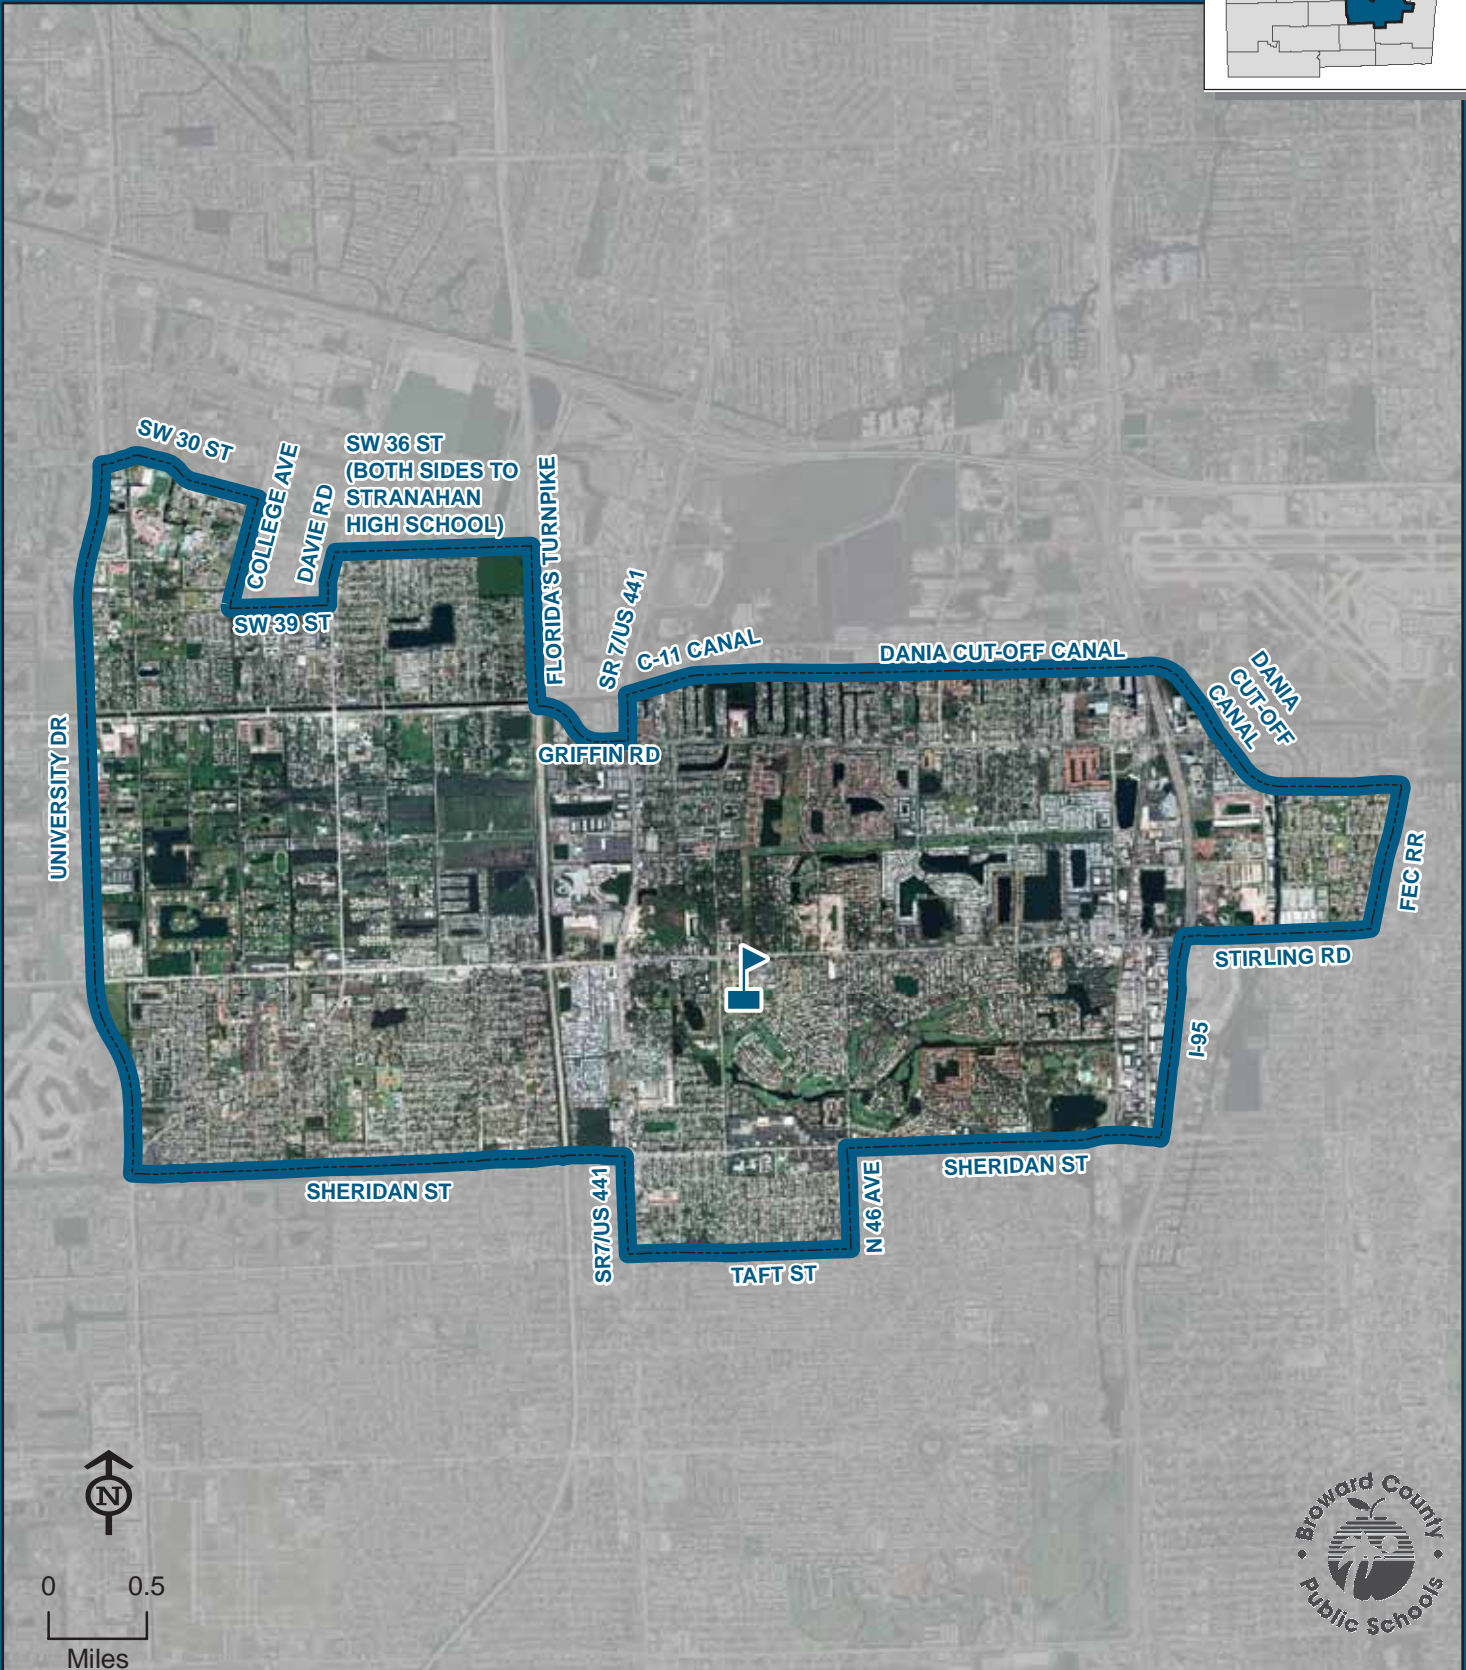 SW 30 ST
COLLEGE AVE
DAVIE RD
SW 36 ST
(BOTH SIDES TO
STRANAHAN
HIGH SCHOOL)
FLORIDA'S TURNPIKE
SW 39 ST
SR 7/US 441
C-11 CANAL
DANIA CUT-OFF CANAL
DANIA
CUT-OFF
CANAL
UNIVERSITY DR
GRIFFIN RD
FEC RR
STIRLING RD
I-95
SHERIDAN ST
SR7/US 441
N 46 AVE
SHERIDAN ST
TAFT ST
N
0 0.5
Miles
Broward County
Public Schools